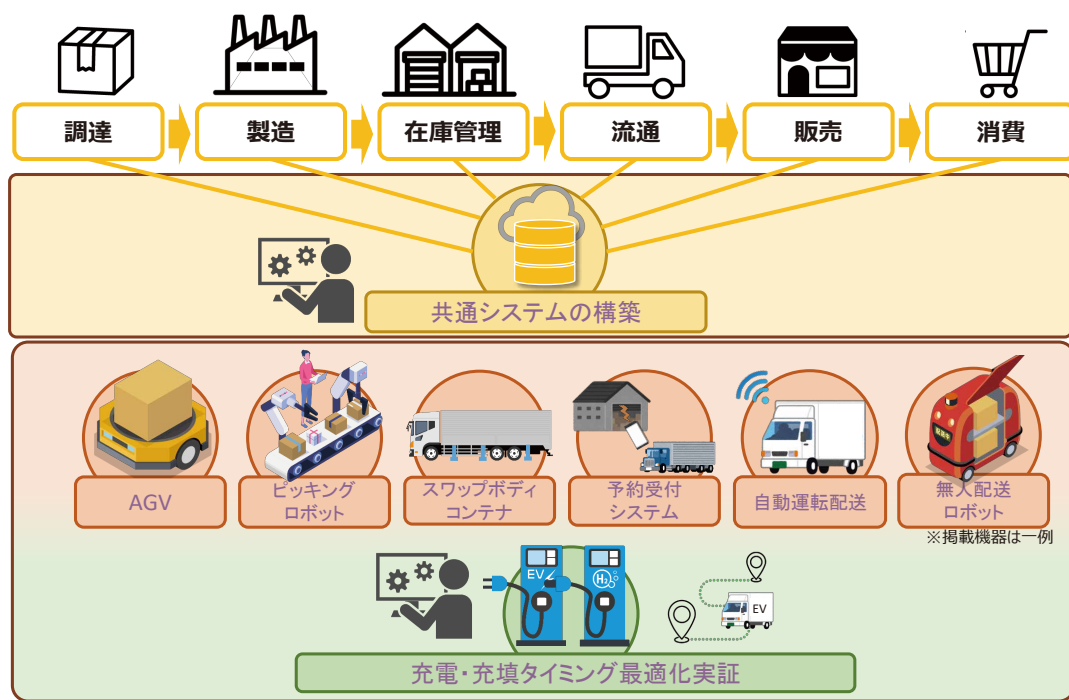 調達
製造
在庫管理
流通
販売
消費
共通システムの構築
AGV
ピッキング
ロボット
スワップボディ
コンテナ
予約受付
システム
自動運転配送
無人配送
ロボット
※掲載機器は一例
EV
H₂
EV
充電・充填タイミング最適化実証